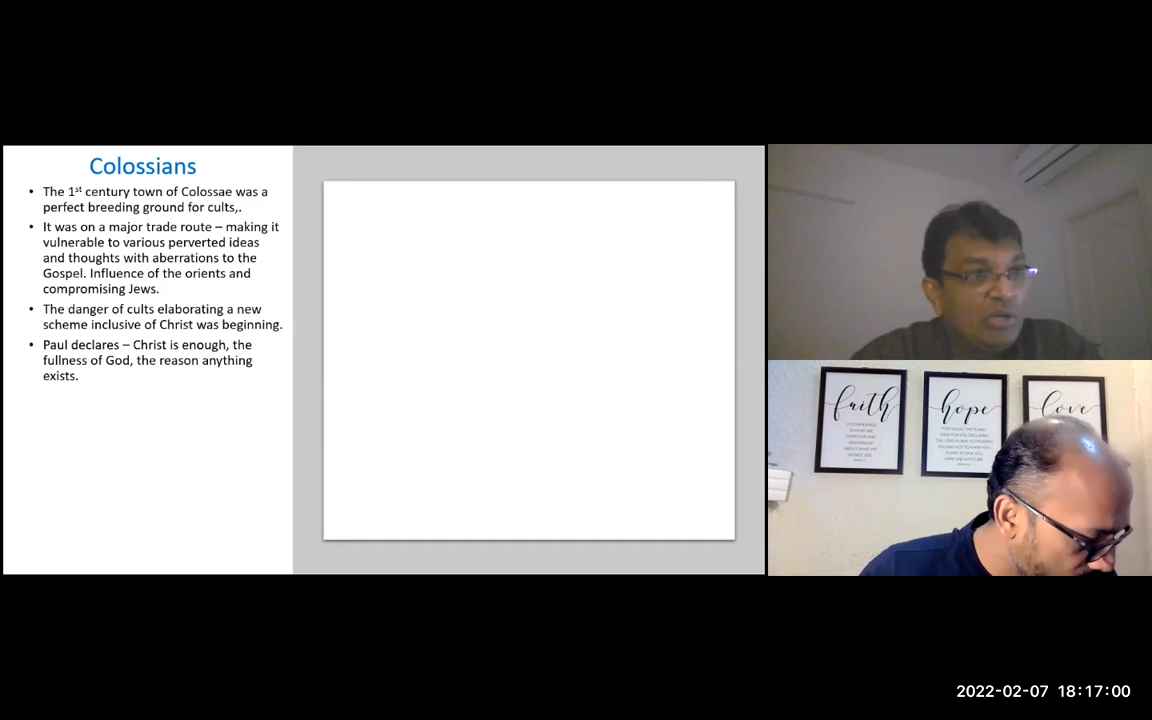 Colossians
• The 1st century town of Colossae was a
perfect breeding ground for cults,.
• It was on a major trade route – making it
vulnerable to various perverted ideas
and thoughts with aberrations to the
Gospel. Influence of the orients and
compromising Jews.
• The danger of cults elaborating a new
scheme inclusive of Christ was beginning.
• Paul declares – Christ is enough, the
fullness of God, the reason anything
exists.
faith
hope
love
2022-02-07 18:17:00